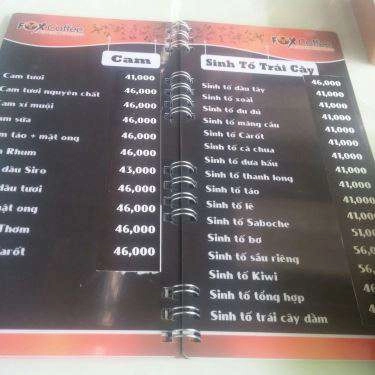 FOX Coffee
Cam
Cam tươi 41,000
Cam tươi nguyên chất 46,000
Cam xí muội 46,000
sữa 46,000
táo + mật ong 46,000
Rhum 46,000
dâu Siro 43,000
dâu tươi 46,000
mật ong 46,000
Thơm 46,000
46,000
FOX Coffee
Sinh Tố Trái Cây
Sinh tố dâu tây 46,000
Sinh tố xoài 41,000
Sinh tố đu đủ 41,000
Sinh tố mãng cầu 41,000
Sinh tố Carốt 41,000
Sinh tố cà chua 41,000
Sinh tố dưa hấu 41,000
Sinh tố thanh long 41,000
Sinh tố táo 41,000
Sinh tố lê 41,000
Sinh tố Saboche 41,000
Sinh tố bơ
Sinh tố sầu riêng
Sinh tố Kiwi
Sinh tố tổng hợp
Sinh tố trái cây dầm